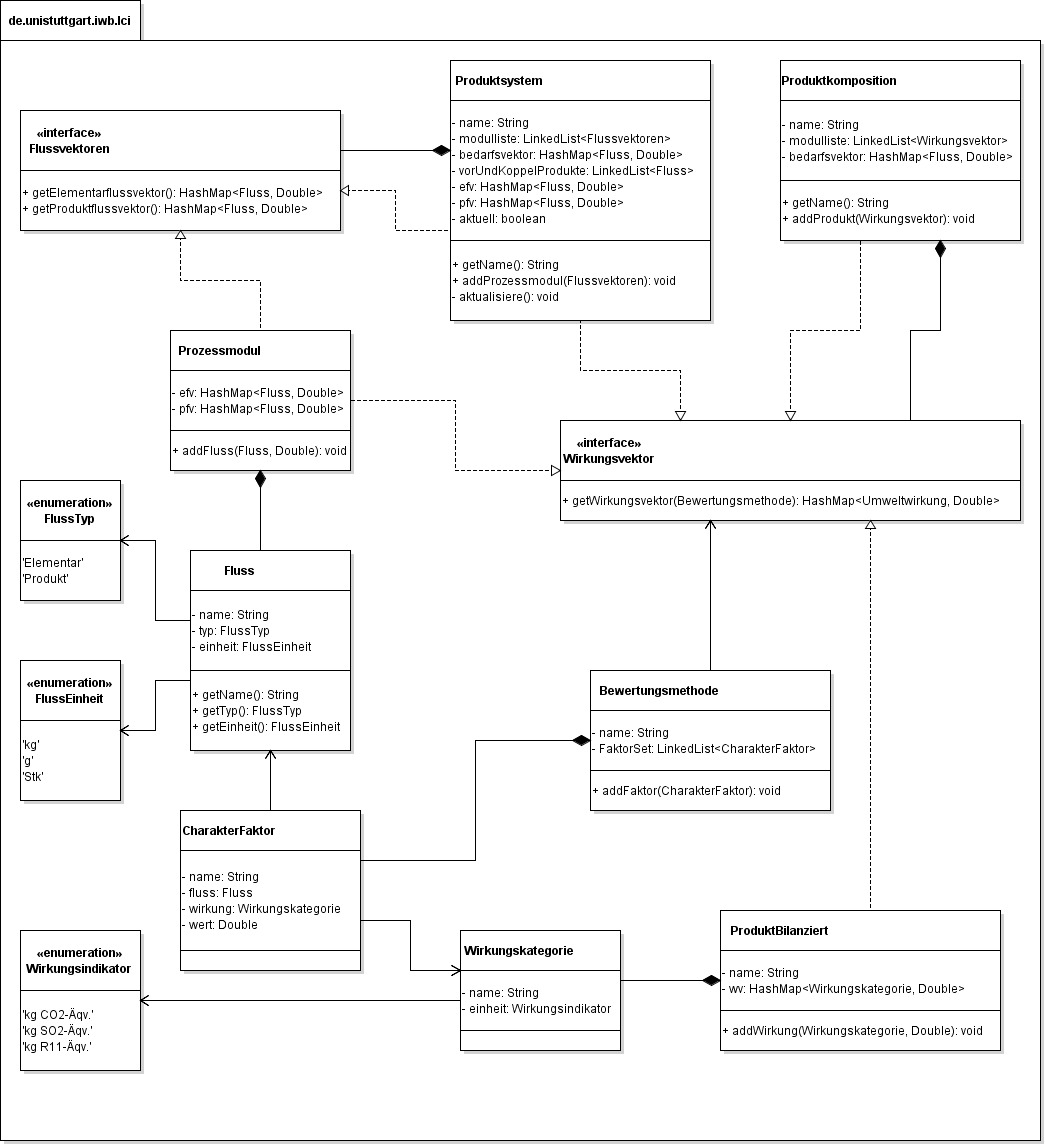 de.unistuttgart.iwb.lci
«interface»
Flussvektoren
+ getElementarflussvektor(): HashMap<Fluss, Double>
+ getProduktflussvektor(): HashMap<Fluss, Double>
Produktsystem
- name: String
- modulliste: LinkedList<Flussvektoren>
- bedarfsvektor: HashMap<Fluss, Double>
- vorUndKoppelProdukte: LinkedList<Fluss>
- efv: HashMap<Fluss, Double>
- pfv: HashMap<Fluss, Double>
- aktuell: boolean
+ getName(): String
+ addProzessmodul(Flussvektoren): void
- aktualisiere(): void
Produktkomposition
- name: String
- modulliste: LinkedList<Wirkungsvektor>
- bedarfsvektor: HashMap<Fluss, Double>
+ getName(): String
+ addProdukt(Wirkungsvektor): void
Prozessmodul
- efv: HashMap<Fluss, Double>
- pfv: HashMap<Fluss, Double>
+ addFluss(Fluss, Double): void
«interface»
Wirkungsvektor
+ getWirkungsvektor(Bewertungsmethode): HashMap<Umweltwirkung, Double>
«enumeration»
FlussTyp
'Elementar'
'Produkt'
Fluss
- name: String
- typ: FlussTyp
- einheit: FlussEinheit
+ getName(): String
+ getTyp(): FlussTyp
+ getEinheit(): FlussEinheit
«enumeration»
FlussEinheit
'kg'
'g'
'Stk'
Bewertungsmethode
- name: String
- FaktorSet: LinkedList<CharakterFaktor>
+ addFaktor(CharakterFaktor): void
CharakterFaktor
- name: String
- fluss: Fluss
- wirkung: Wirkungskategorie
- wert: Double
«enumeration»
Wirkungsindikator
'kg CO2-Äqv.'
'kg SO2-Äqv.'
'kg R11-Äqv.'
Wirkungskategorie
- name: String
- einheit: Wirkungsindikator
ProduktBilanziert
- name: String
- wv: HashMap<Wirkungskategorie, Double>
+ addWirkung(Wirkungskategorie, Double): void